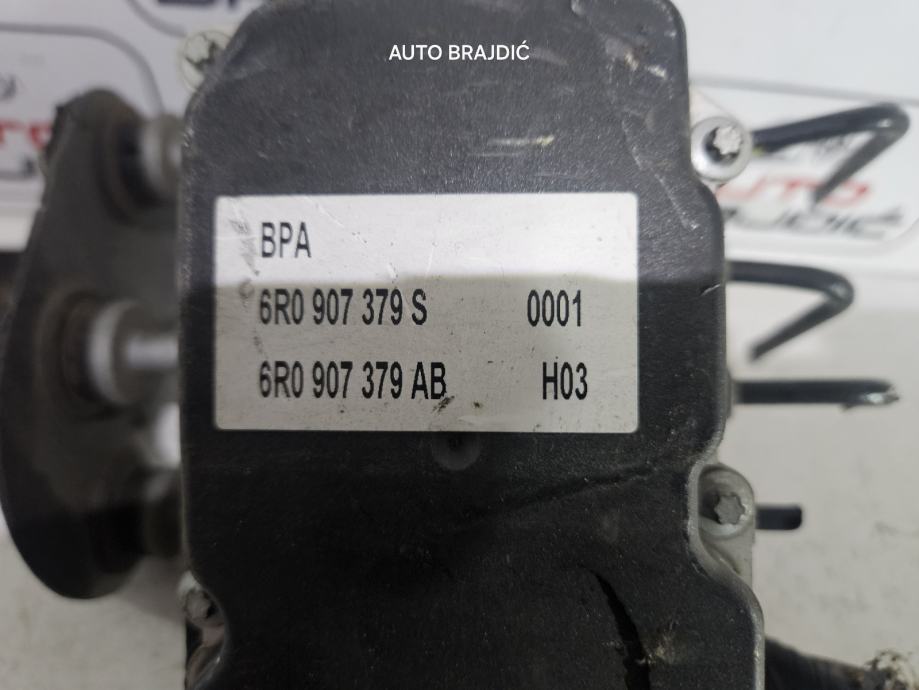 AUTO BRAJDIĆ
BPA
6R0 907 379 S 0001
6R0 907 379 AB H03